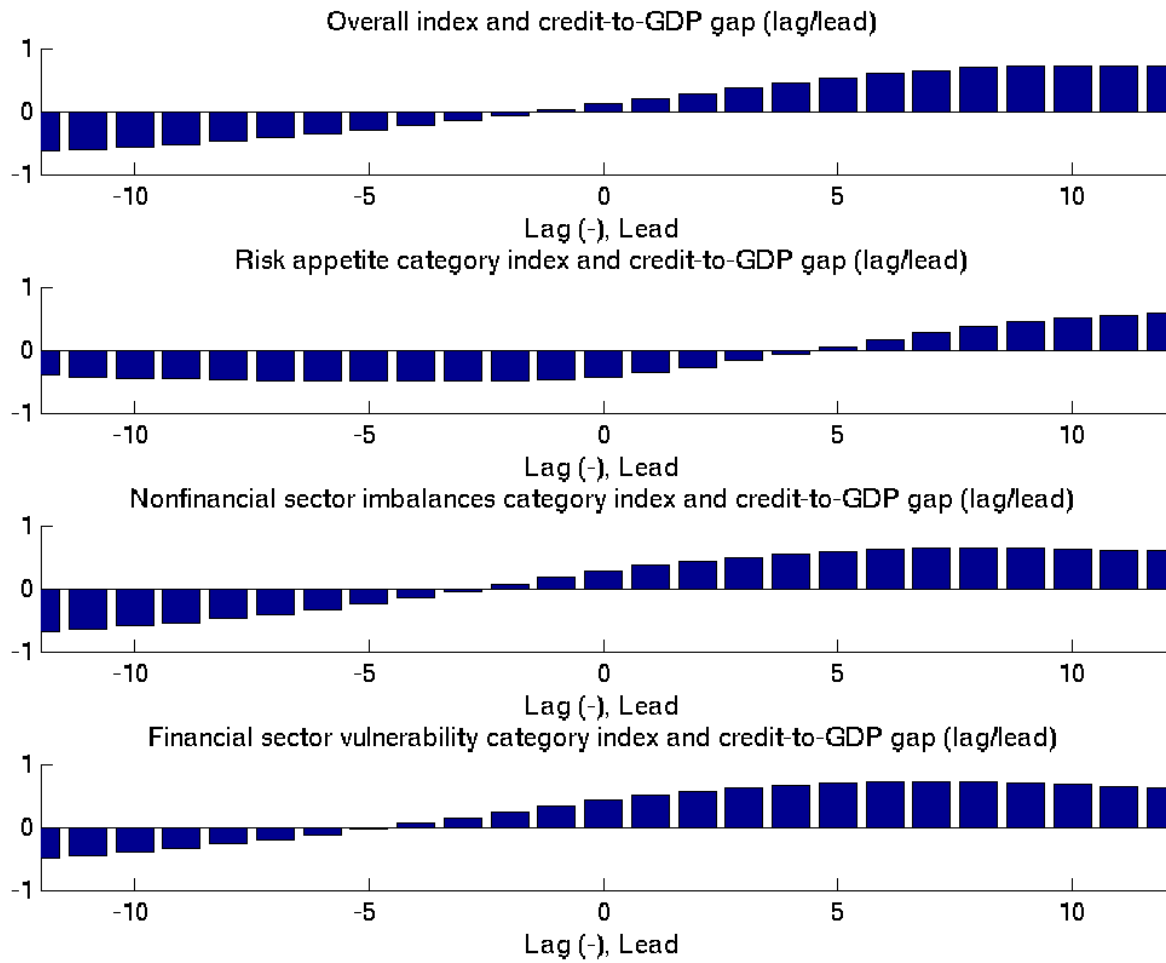 Overall index and credit-to-GDP gap (lag/lead)
1
0
-1
-10 -5 0 5 10
Lag (-), Lead
Risk appetite category index and credit-to-GDP gap (lag/lead)
1
0
-1
-10 -5 0 5 10
Lag (-), Lead
Nonfinancial sector imbalances category index and credit-to-GDP gap (lag/lead)
1
0
-1
-10 -5 0 5 10
Lag (-), Lead
Financial sector vulnerability category index and credit-to-GDP gap (lag/lead)
1
0
-1
-10 -5 0 5 10
Lag (-), Lead